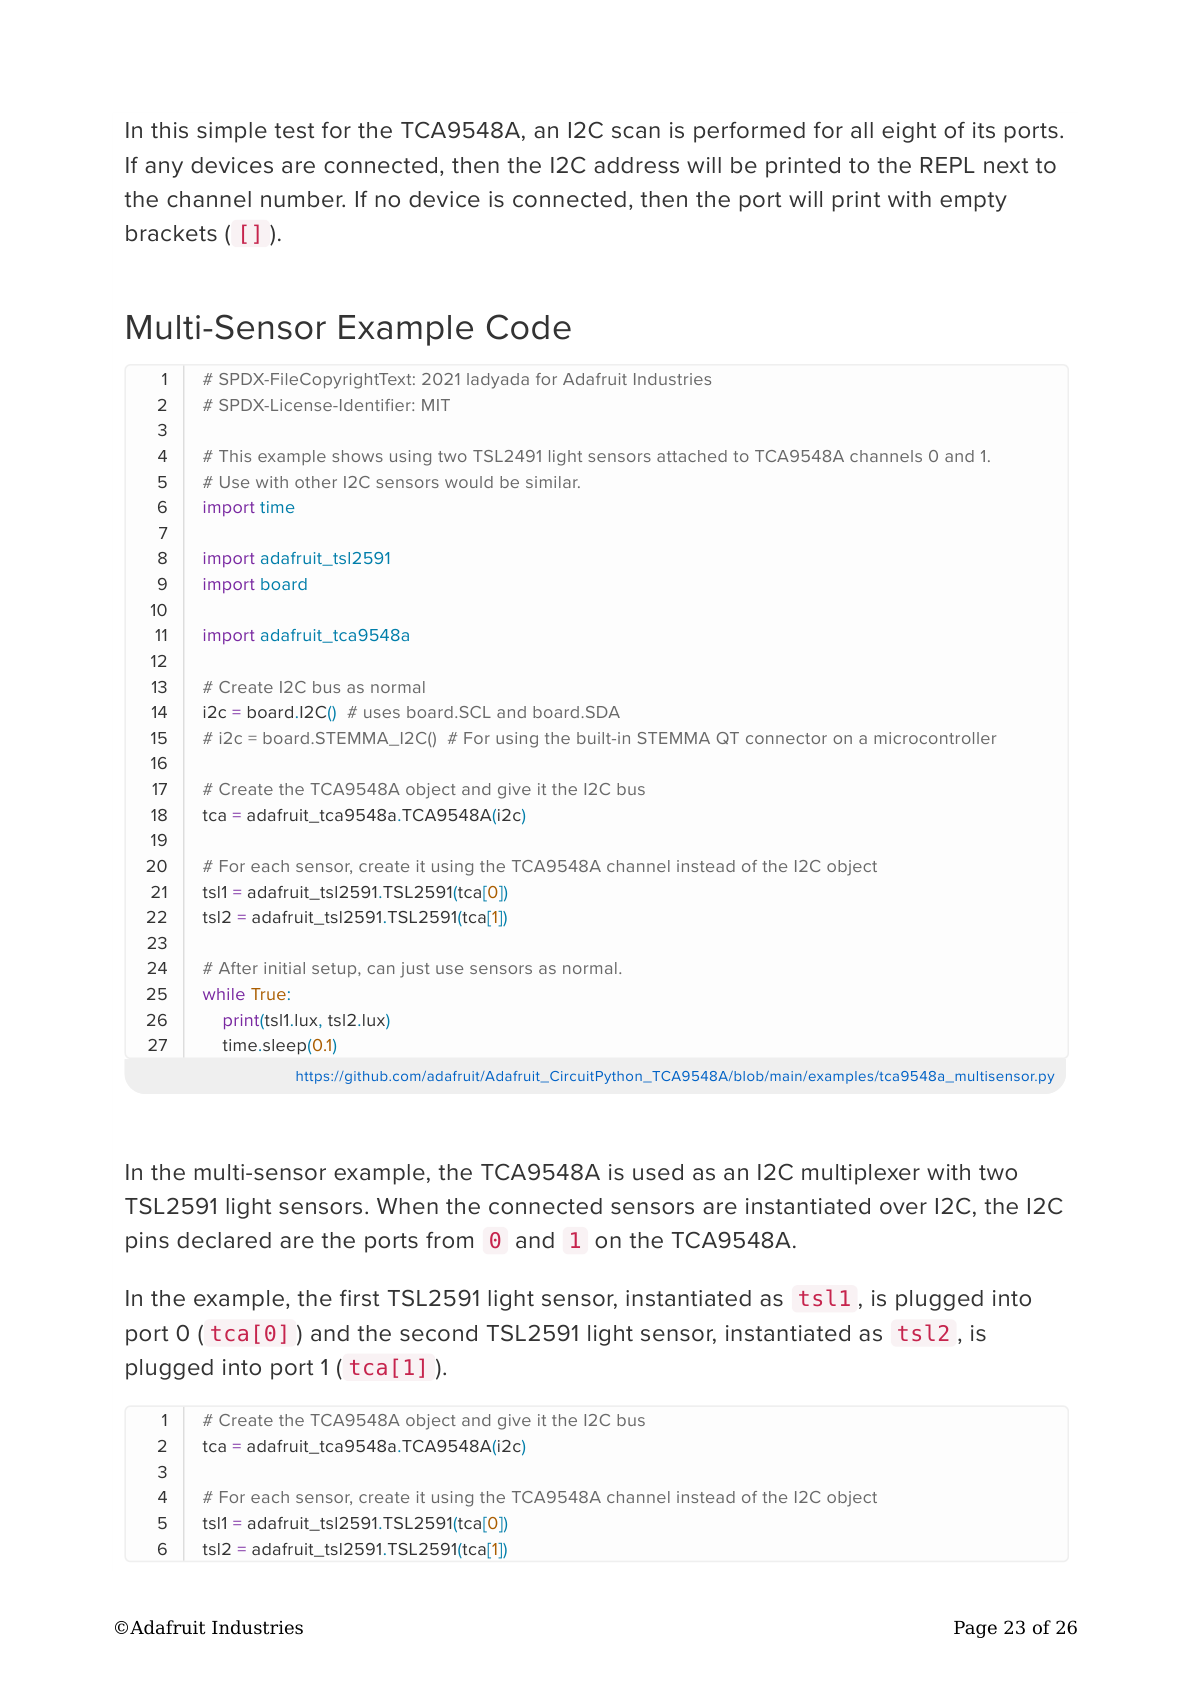 In this simple test for the TCA9548A, an I2C scan is performed for all eight of its ports.
If any devices are connected, then the I2C address will be printed to the REPL next to
the channel number. If no device is connected, then the port will print with empty
brackets ( [] ).
Multi-Sensor Example Code
1 # SPDX-FileCopyrightText: 2021 ladyada for Adafruit Industries
2 # SPDX-License-Identifier: MIT
3
4 # This example shows using two TSL2491 light sensors attached to TCA9548A channels 0 and 1.
5 # Use with other I2C sensors would be similar.
6 import time
7
8 import adafruit_tsl2591
9 import board
10
11 import adafruit_tca9548a
12
13 # Create I2C bus as normal
14 i2c = board.I2C()  # uses board.SCL and board.SDA
15 # i2c = board.STEMMA_I2C()  # For using the built-in STEMMA QT connector on a microcontroller
16
17 # Create the TCA9548A object and give it the I2C bus
18 tca = adafruit_tca9548a.TCA9548A(i2c)
19
20 # For each sensor, create it using the TCA9548A channel instead of the I2C object
21 tsl1 = adafruit_tsl2591.TSL2591(tca[0])
22 tsl2 = adafruit_tsl2591.TSL2591(tca[1])
23
24 # After initial setup, can just use sensors as normal.
25 while True:
26     print(tsl1.lux, tsl2.lux)
27     time.sleep(0.1)
https://github.com/adafruit/Adafruit_CircuitPython_TCA9548A/blob/main/examples/tca9548a_multisensor.py
In the multi-sensor example, the TCA9548A is used as an I2C multiplexer with two
TSL2591 light sensors. When the connected sensors are instantiated over I2C, the I2C
pins declared are the ports from 0 and 1 on the TCA9548A.
In the example, the first TSL2591 light sensor, instantiated as tsl1 , is plugged into
port 0 ( tca[0] ) and the second TSL2591 light sensor, instantiated as tsl2 , is
plugged into port 1 ( tca[1] ).
1 # Create the TCA9548A object and give it the I2C bus
2 tca = adafruit_tca9548a.TCA9548A(i2c)
3
4 # For each sensor, create it using the TCA9548A channel instead of the I2C object
5 tsl1 = adafruit_tsl2591.TSL2591(tca[0])
6 tsl2 = adafruit_tsl2591.TSL2591(tca[1])
©Adafruit Industries Page 23 of 26